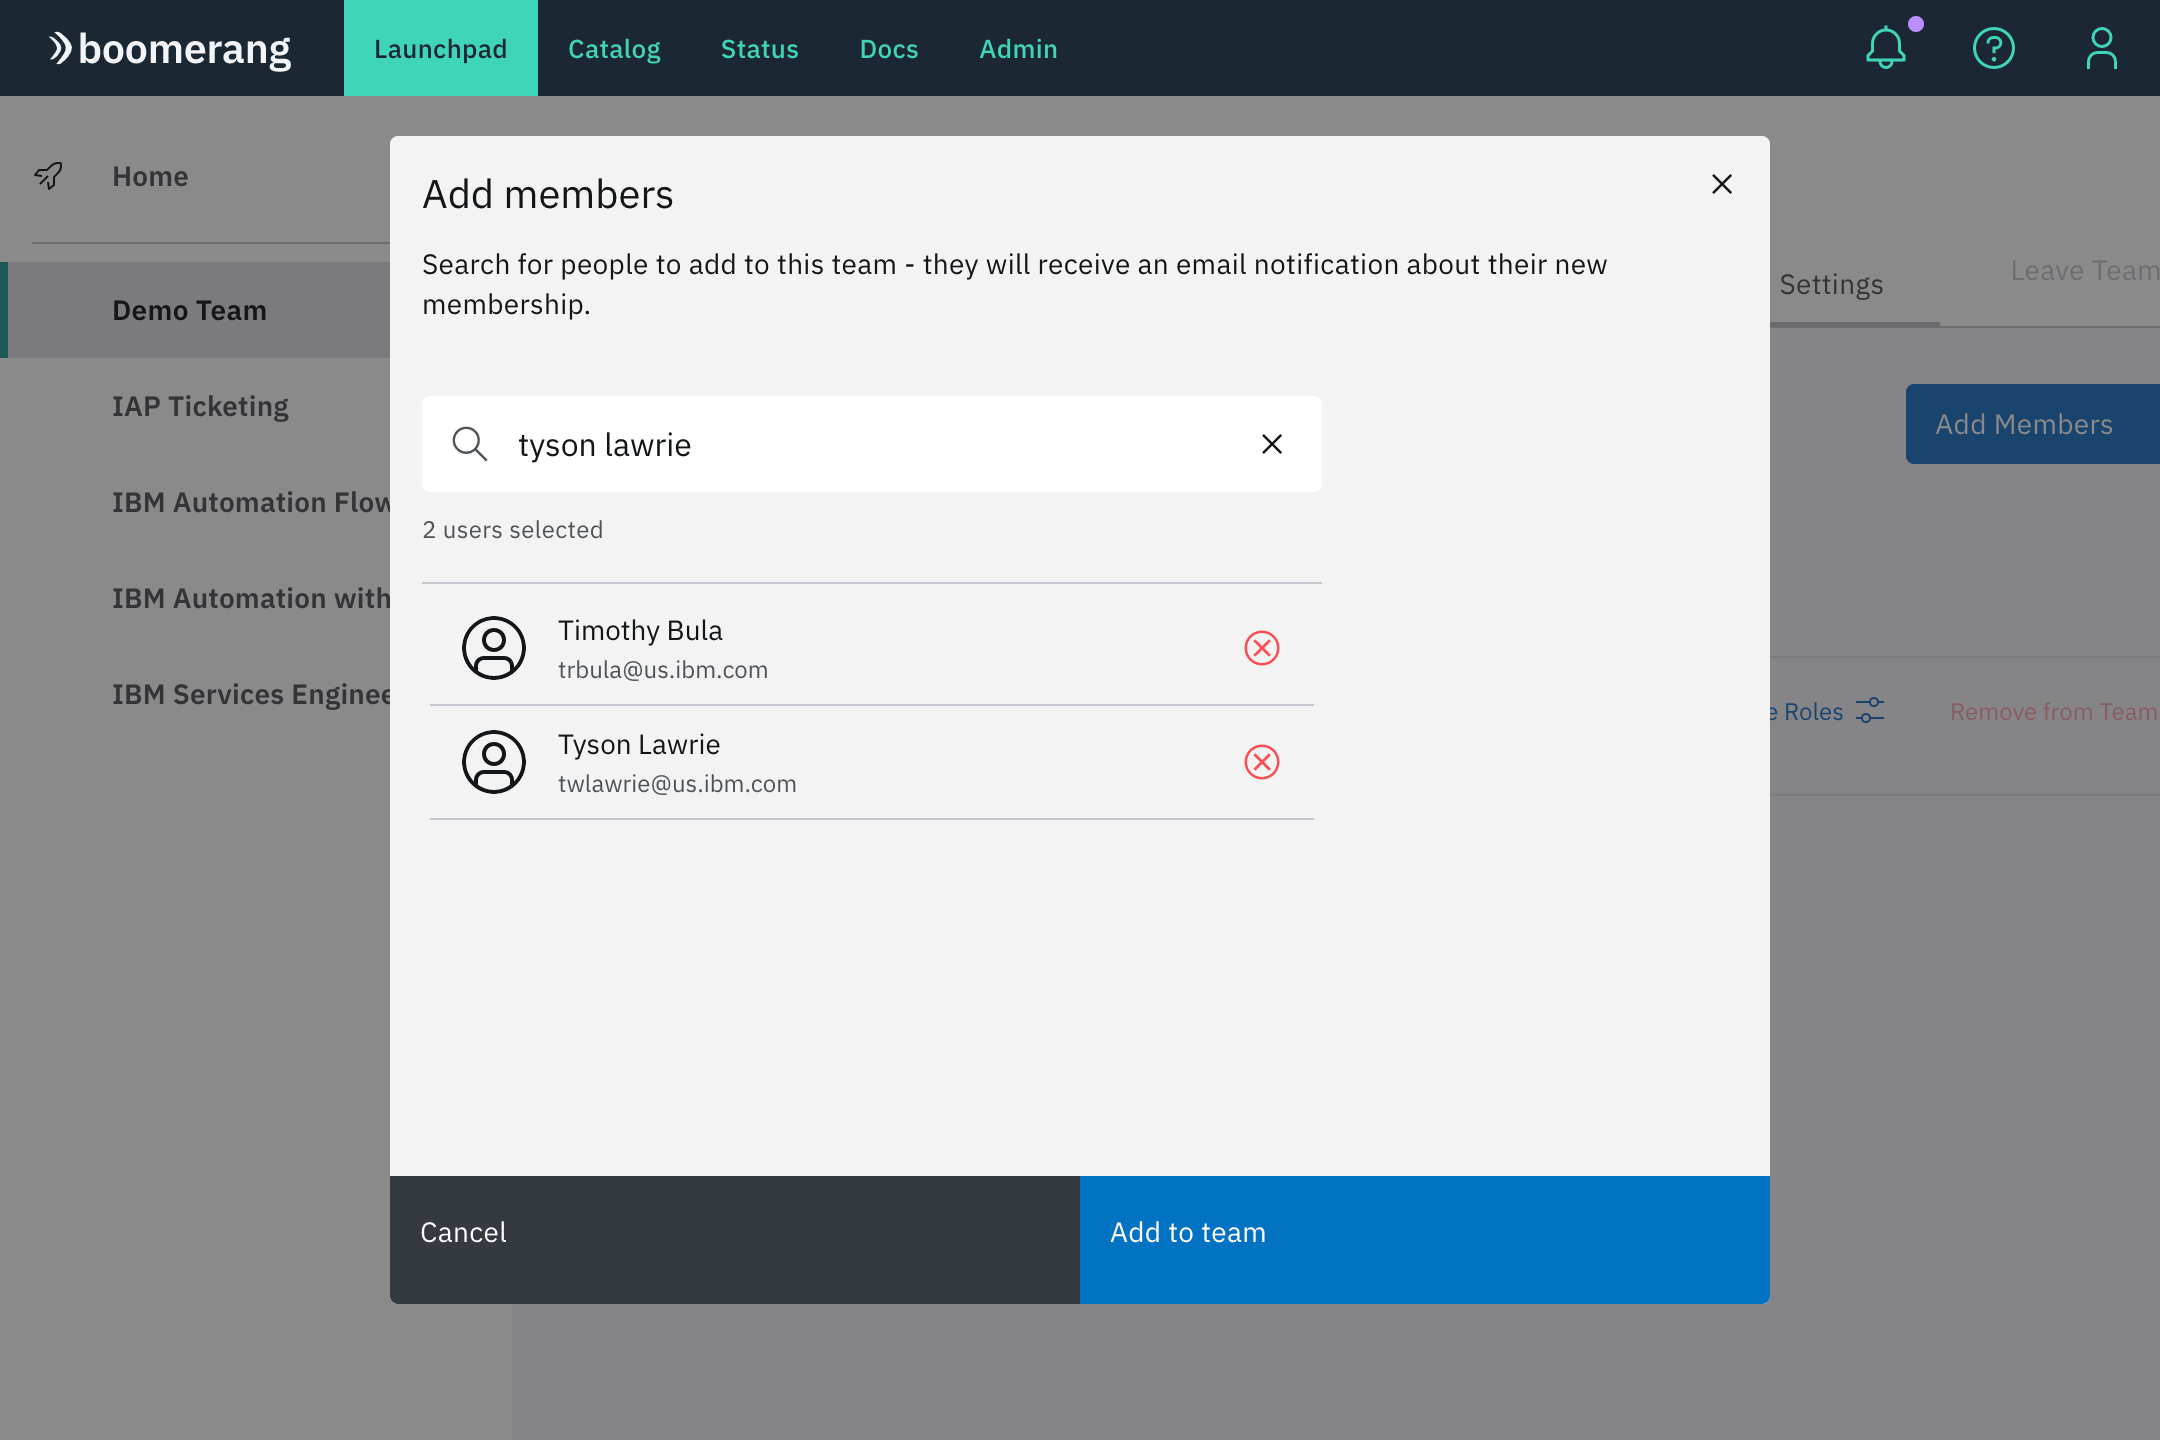 boomerang
Launchpad
Catalog
Status
Docs
Admin
Home
Demo Team
IAP Ticketing
IBM Automation Flow
IBM Automation with
IBM Services Enginee
Settings
Leave Team
Add Members
e Roles
Remove from Team
Add members
Search for people to add to this team - they will receive an email notification about their new
membership.
tyson lawrie
2 users selected
Timothy Bula
trbula@us.ibm.com
Tyson Lawrie
twlawrie@us.ibm.com
Cancel
Add to team